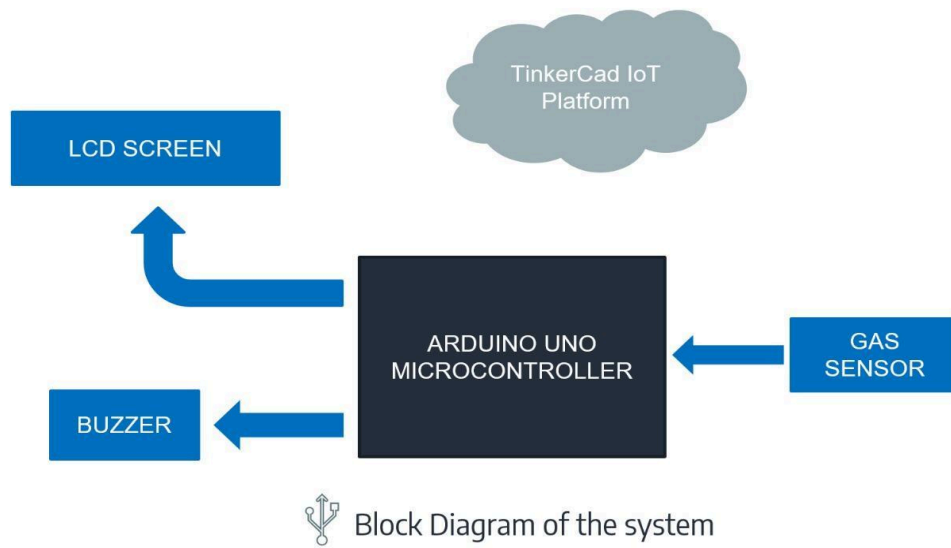 TinkerCad IoT
Platform
LCD SCREEN
ARDUINO UNO
MICROCONTROLLER
GAS
SENSOR
BUZZER
Block Diagram of the system